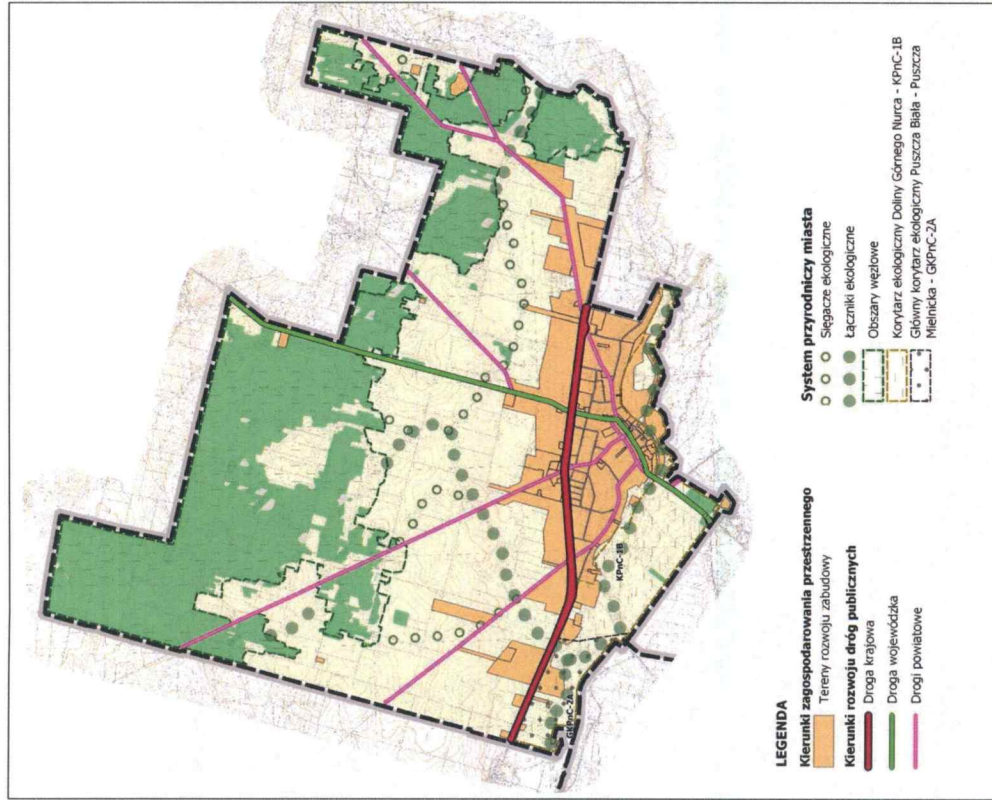 GKPnC-2A
KPnC-1B
LEGENDA
Kierunki zagospodarowania przestrzennego
Tereny rozwoju zabudowy
Kierunki rozwoju dróg publicznych
Droga krajowa
Droga wojewódzka
Drogi powiatowe
System przyrodniczy miasta
Sięgacze ekologiczne
Łączniki ekologiczne
Obszary węzłowe
Korytarz ekologiczny Doliny Górnego Nurca - KPnC-1B
Główny korytarz ekologiczny Puszcza Biała - Puszcza
Mielnicka - GKPnC-2A